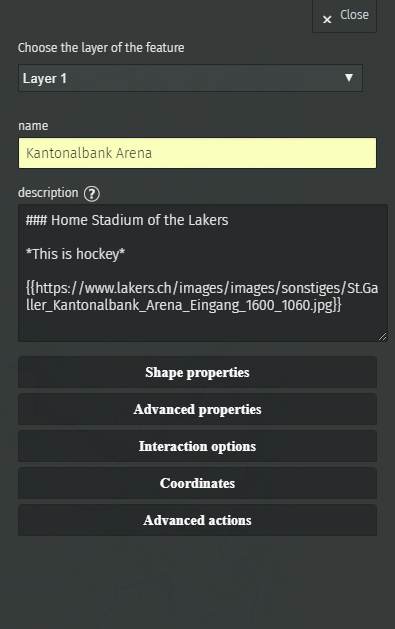 × Close
Choose the layer of the feature
Layer 1 ▼
name
Kantonalbank Arena
description ?
### Home Stadium of the Lakers
*This is hockey*
{{https://www.lakers.ch/images/images/sonstiges/St.Ga
ller_Kantonalbank_Arena_Eingang_1600_1060.jpg}}
Shape properties
Advanced properties
Interaction options
Coordinates
Advanced actions